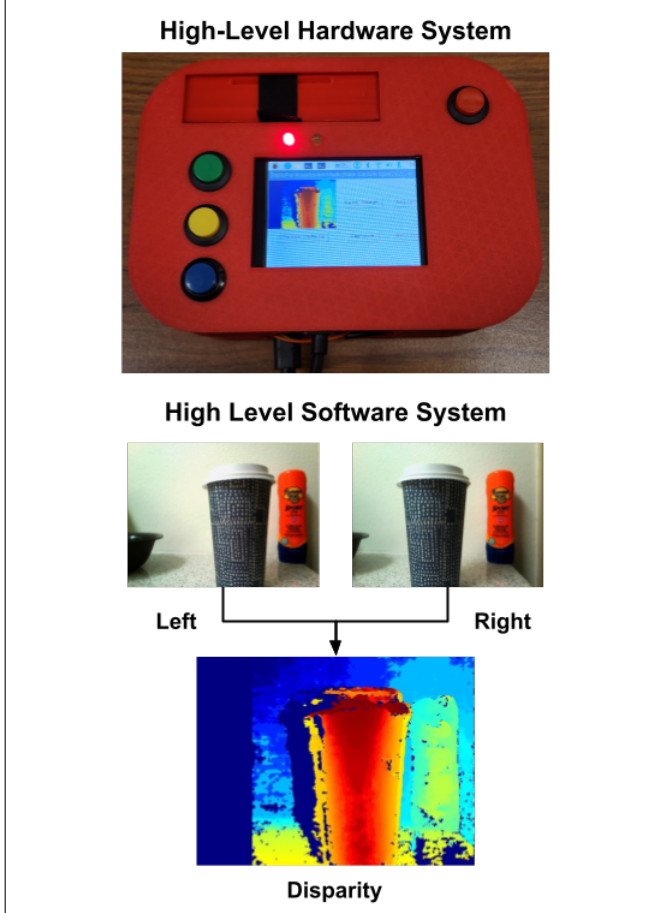 High-Level Hardware System
High Level Software System
Left
Right
Disparity